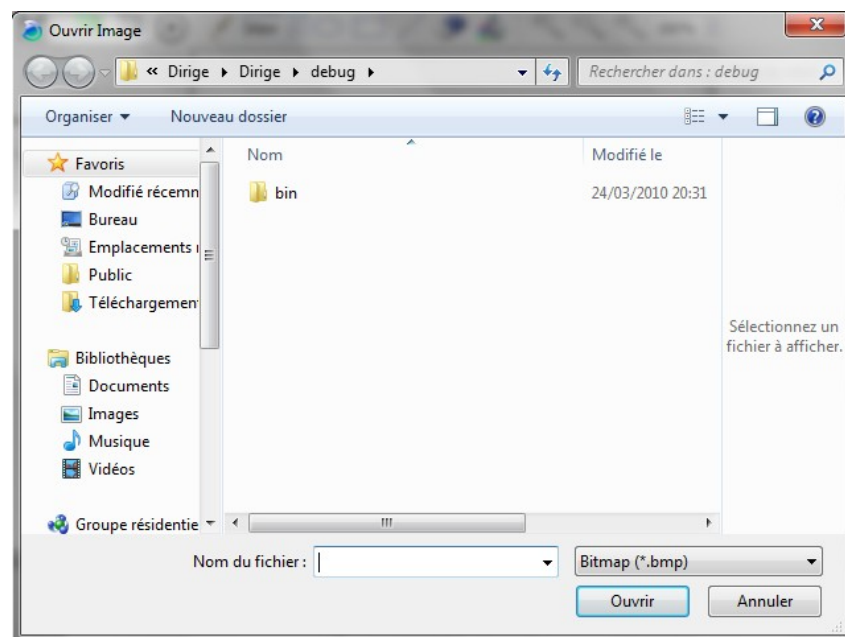 Ouvrir Image
« Dirige ▸ Dirige ▸ debug ▸
Rechercher dans : debug
Organiser ▾ Nouveau dossier
Nom Modifié le
Favoris
Modifié récemn
bin 24/03/2010 20:31
Bureau
Emplacements
Public
Téléchargemen
Sélectionnez un
fichier à afficher.
Bibliothèques
Documents
Images
Musique
Vidéos
Groupe résidentie
Nom du fichier :
Bitmap (*.bmp)
Ouvrir Annuler